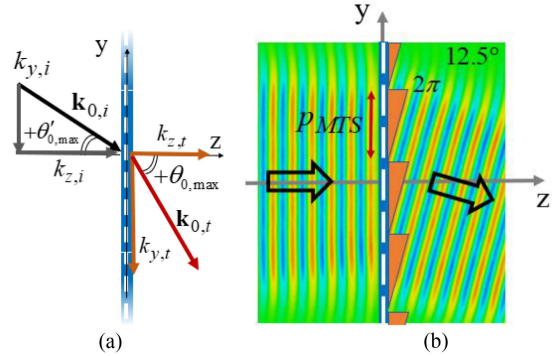 y
k_{y,i}
k_{0,i}
+θ′_{0,max}
k_{z,i}
k_{z,t}
z
+θ_{0,max}
k_{0,t}
k_{y,t}
(a)
y
12.5°
2π
p_{MTS}
z
(b)